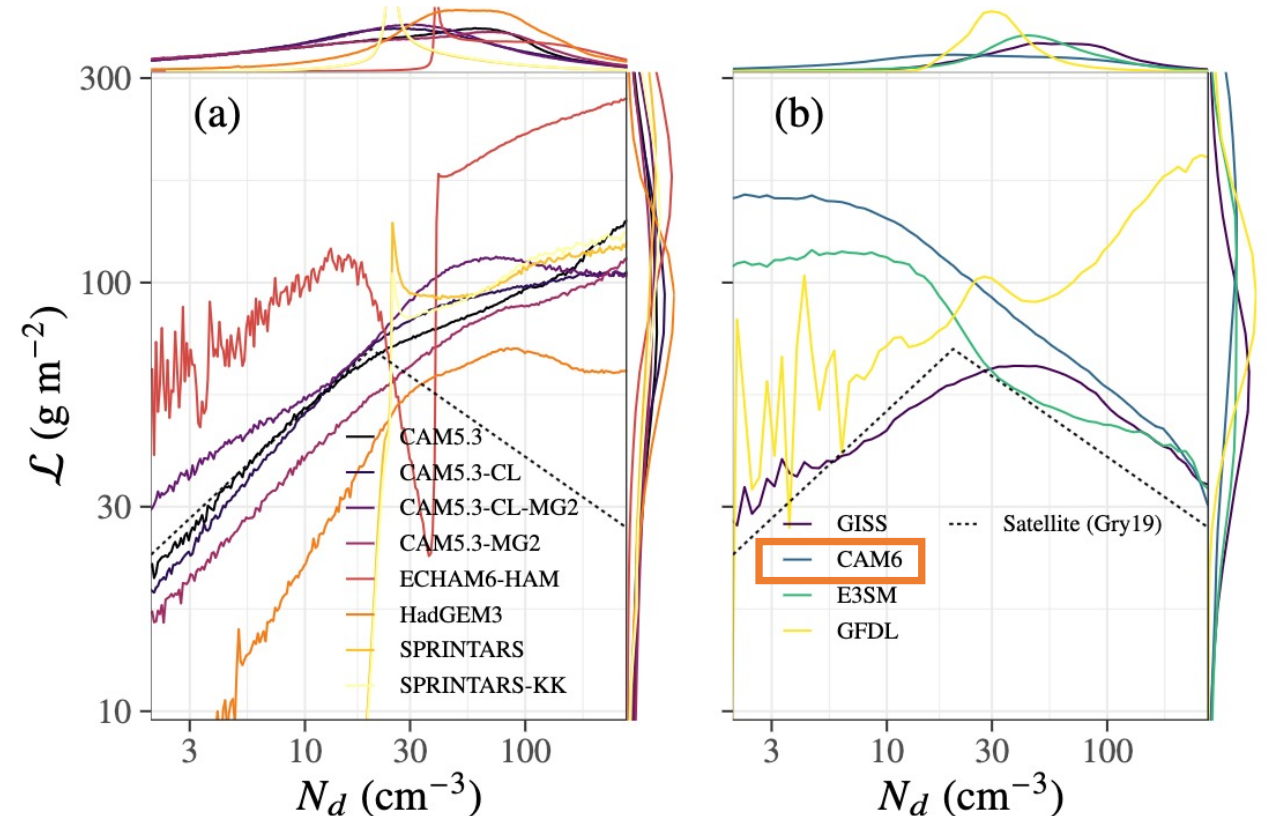 (a)
(b)
300
100
30
10
ℒ (g m⁻²)
CAM5.3
CAM5.3-CL
CAM5.3-CL-MG2
CAM5.3-MG2
ECHAM6-HAM
HadGEM3
SPRINTARS
SPRINTARS-KK
GISS
Satellite (Gry19)
CAM6
E3SM
GFDL
3 10 30 100
3 10 30 100
N_d (cm⁻³)
N_d (cm⁻³)